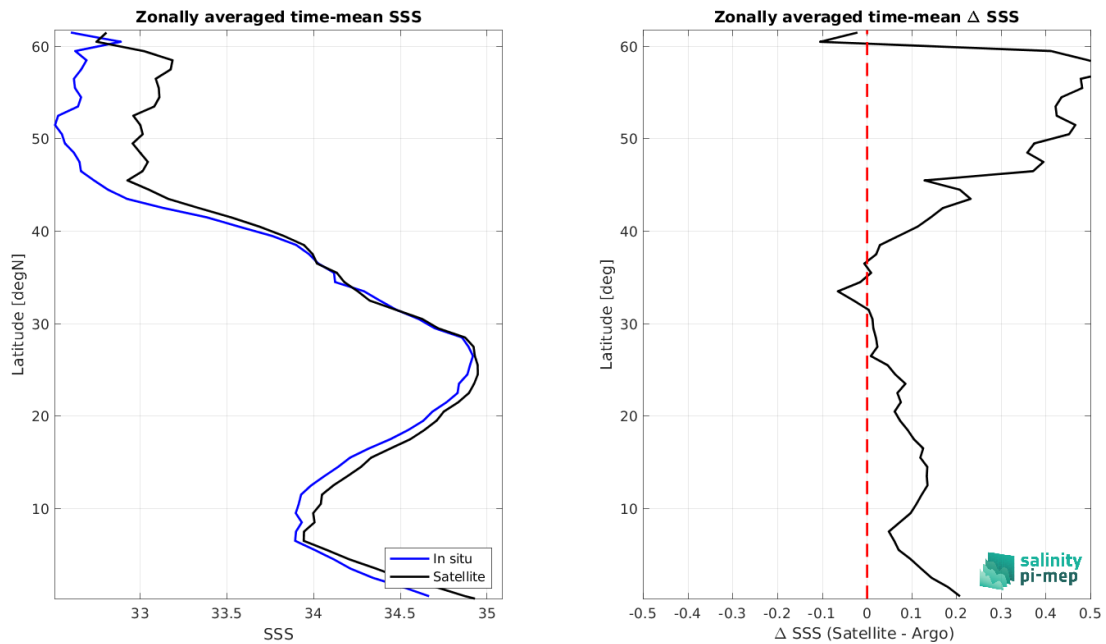 Zonally averaged time-mean SSS
Latitude [degN]
60
50
40
30
20
10
33
33.5
34
34.5
35
SSS
In situ
Satellite
Zonally averaged time-mean Δ SSS
Latitude [deg]
60
50
40
30
20
10
-0.5
-0.4
-0.3
-0.2
-0.1
0
0.1
0.2
0.3
0.4
0.5
Δ SSS (Satellite - Argo)
salinity
pi-mep